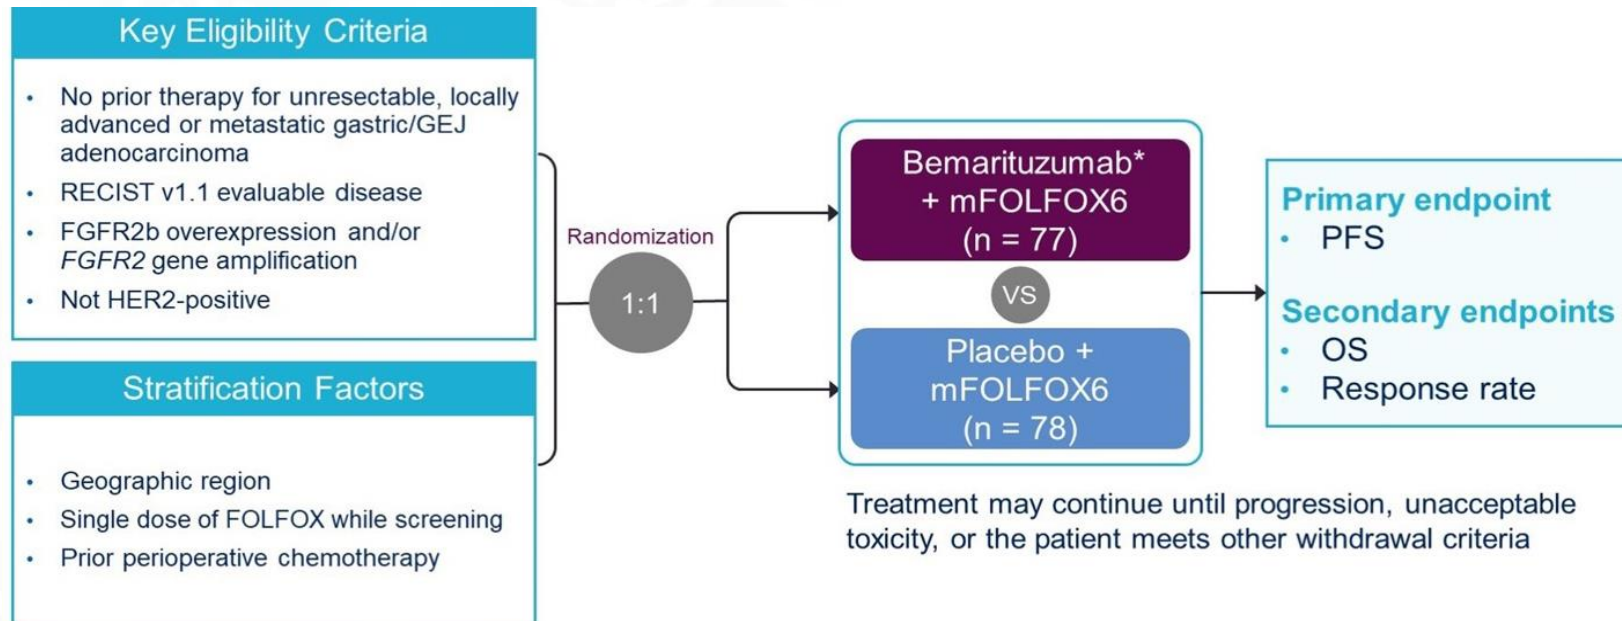 Key Eligibility Criteria
• No prior therapy for unresectable, locally
advanced or metastatic gastric/GEJ
adenocarcinoma
• RECIST v1.1 evaluable disease
• FGFR2b overexpression and/or
FGFR2 gene amplification
• Not HER2-positive
Stratification Factors
• Geographic region
• Single dose of FOLFOX while screening
• Prior perioperative chemotherapy
Randomization
1:1
Bemarituzumab*
+ mFOLFOX6
(n = 77)
VS
Placebo +
mFOLFOX6
(n = 78)
Treatment may continue until progression, unacceptable
toxicity, or the patient meets other withdrawal criteria
Primary endpoint
• PFS
Secondary endpoints
• OS
• Response rate